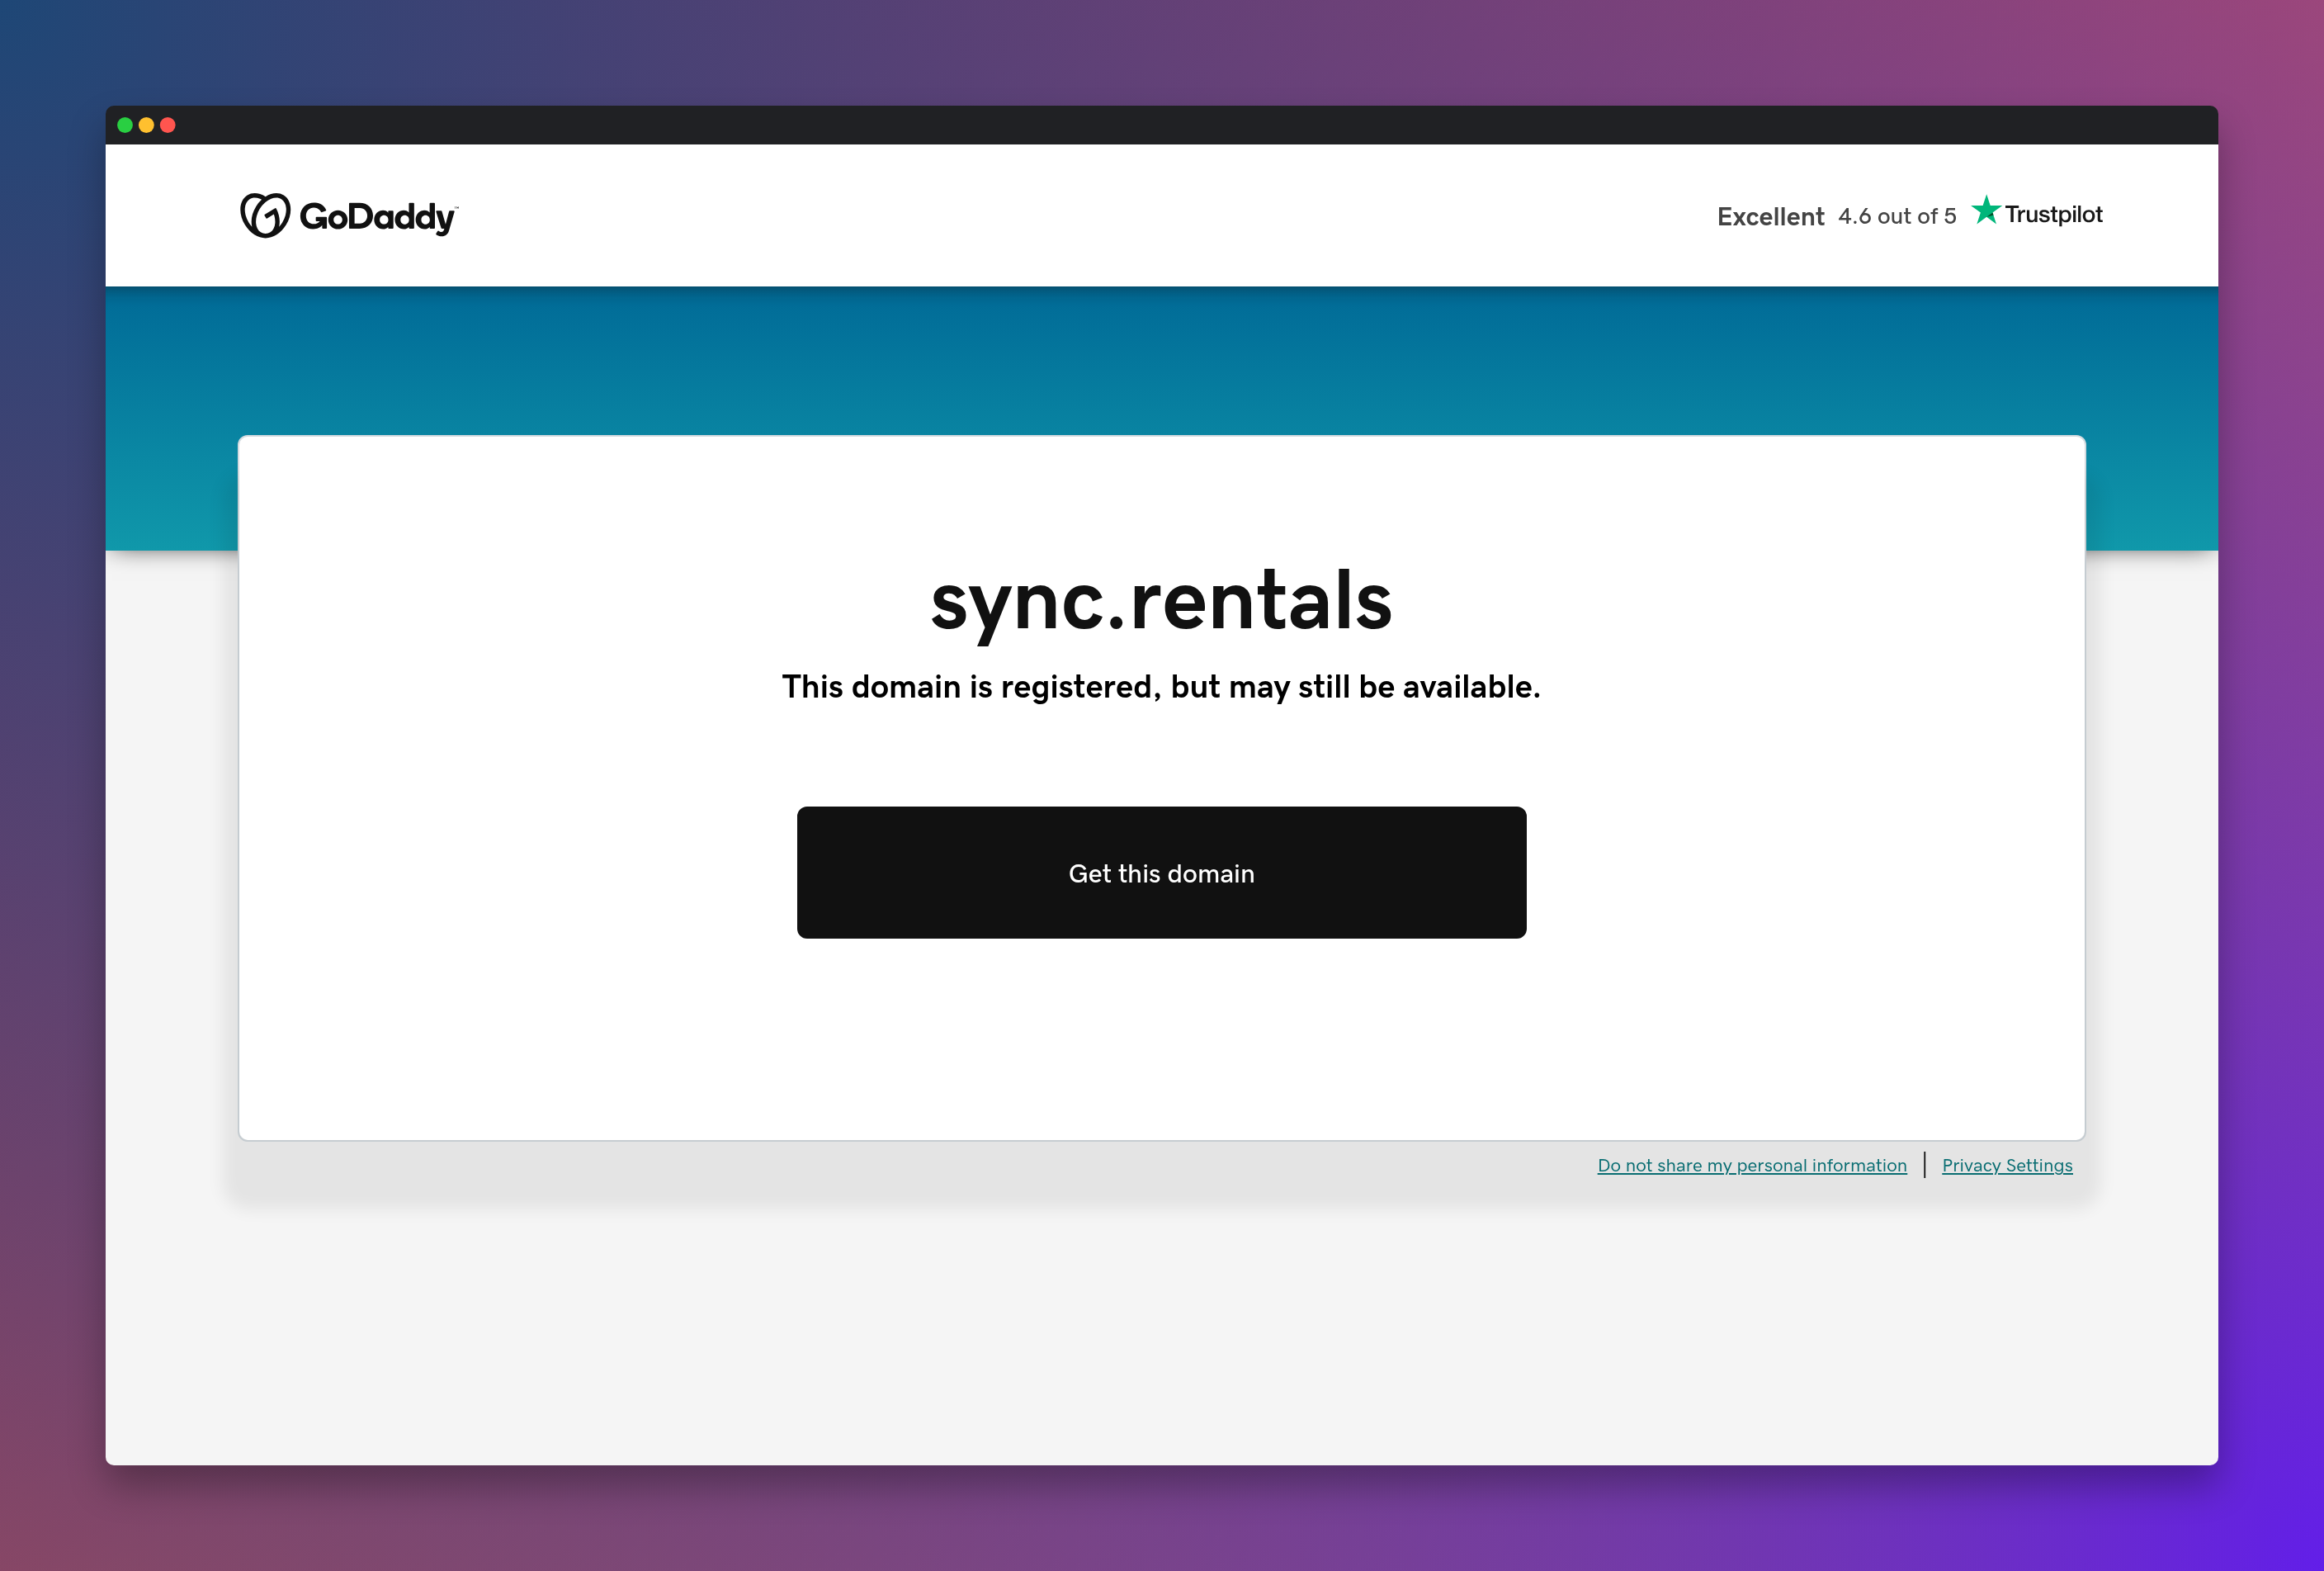 GoDaddy™
Excellent 4.6 out of 5 Trustpilot
sync.rentals
This domain is registered, but may still be available.
Get this domain
Do not share my personal information | Privacy Settings